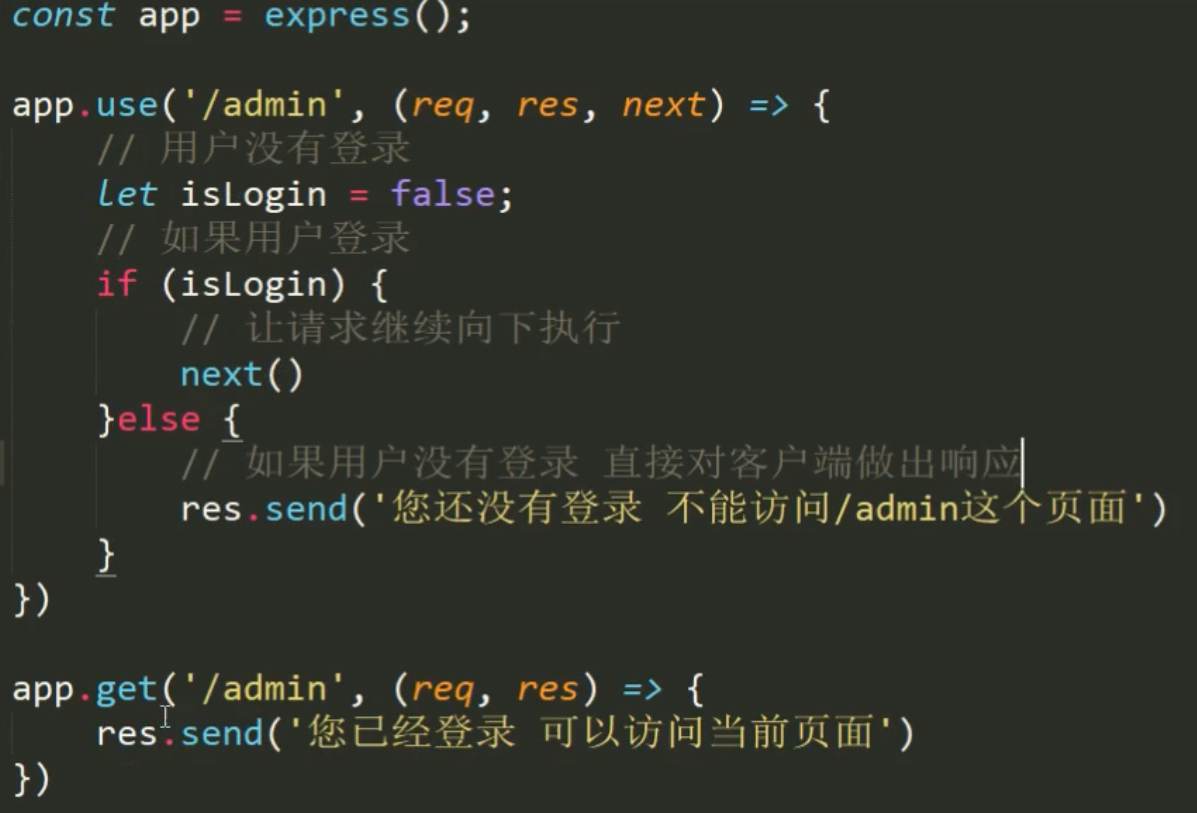 const app = express();
app.use('/admin', (req, res, next) => {
// 用户没有登录
let isLogin = false;
// 如果用户登录
if (isLogin) {
// 让请求继续向下执行
next()
}else {
// 如果用户没有登录 直接对客户端做出响应
res.send('您还没有登录 不能访问/admin这个页面')
}
})
app.get('/admin', (req, res) => {
res.send('您已经登录 可以访问当前页面')
})